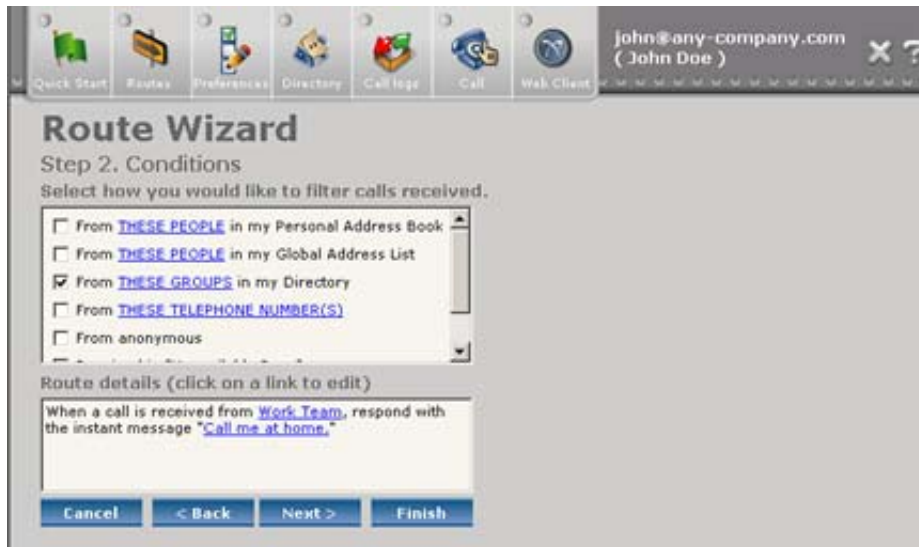 john@any-company.com
( John Doe )
Quick Start Routes Preferences Directory Call logs Call Web Client
Route Wizard
Step 2. Conditions
Select how you would like to filter calls received.
From THESE PEOPLE in my Personal Address Book
From THESE PEOPLE in my Global Address List
From THESE GROUPS in my Directory
From THESE TELEPHONE NUMBER(S)
From anonymous
Route details (click on a link to edit)
When a call is received from Work Team, respond with
the instant message "Call me at home."
Cancel < Back Next > Finish